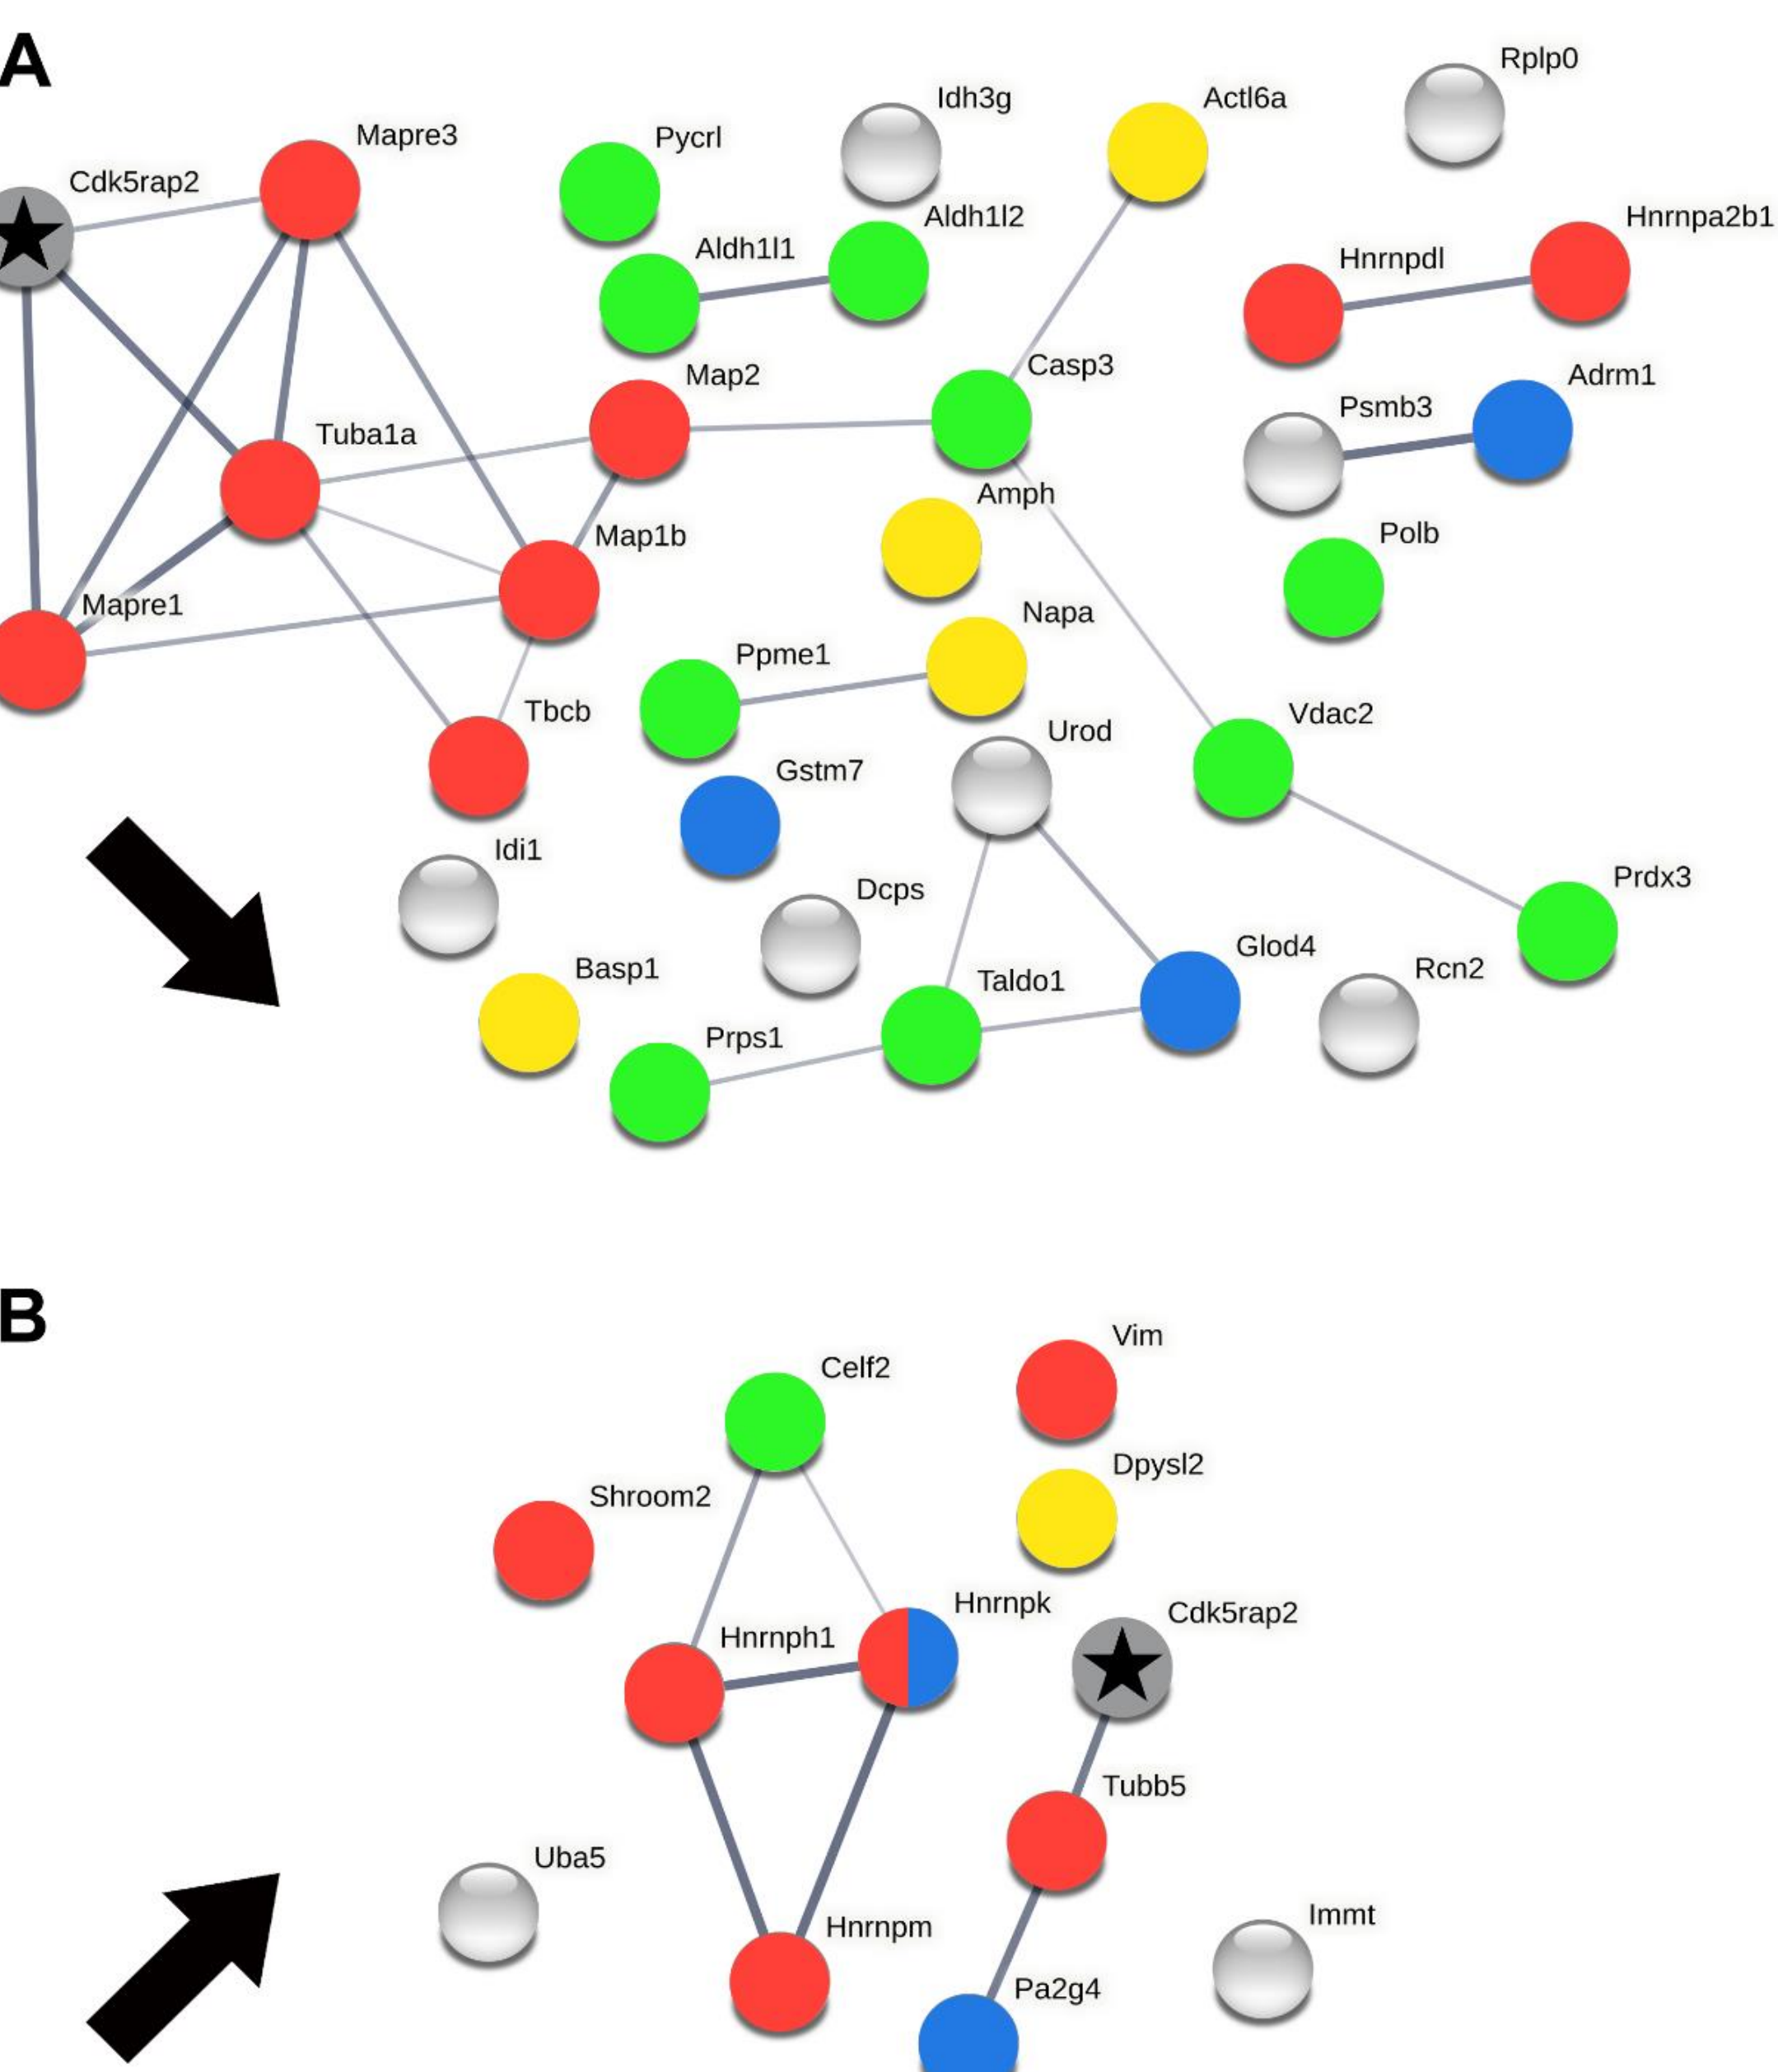 A
Rplp0
Idh3g
Actl6a
Mapre3
Pycrl
Cdk5rap2
Aldh1l2
Hnrnpa2b1
Aldh1l1
Hnrnpdl
Casp3
Map2
Adrm1
Psmb3
Tuba1a
Amph
Polb
Map1b
Mapre1
Napa
Ppme1
Tbcb
Vdac2
Urod
Gstm7
Idi1
Prdx3
Dcps
Glod4
Basp1
Rcn2
Taldo1
Prps1
B
Vim
Celf2
Dpysl2
Shroom2
Hnrnpk
Cdk5rap2
Hnrnph1
Tubb5
Uba5
Immt
Hnrnpm
Pa2g4